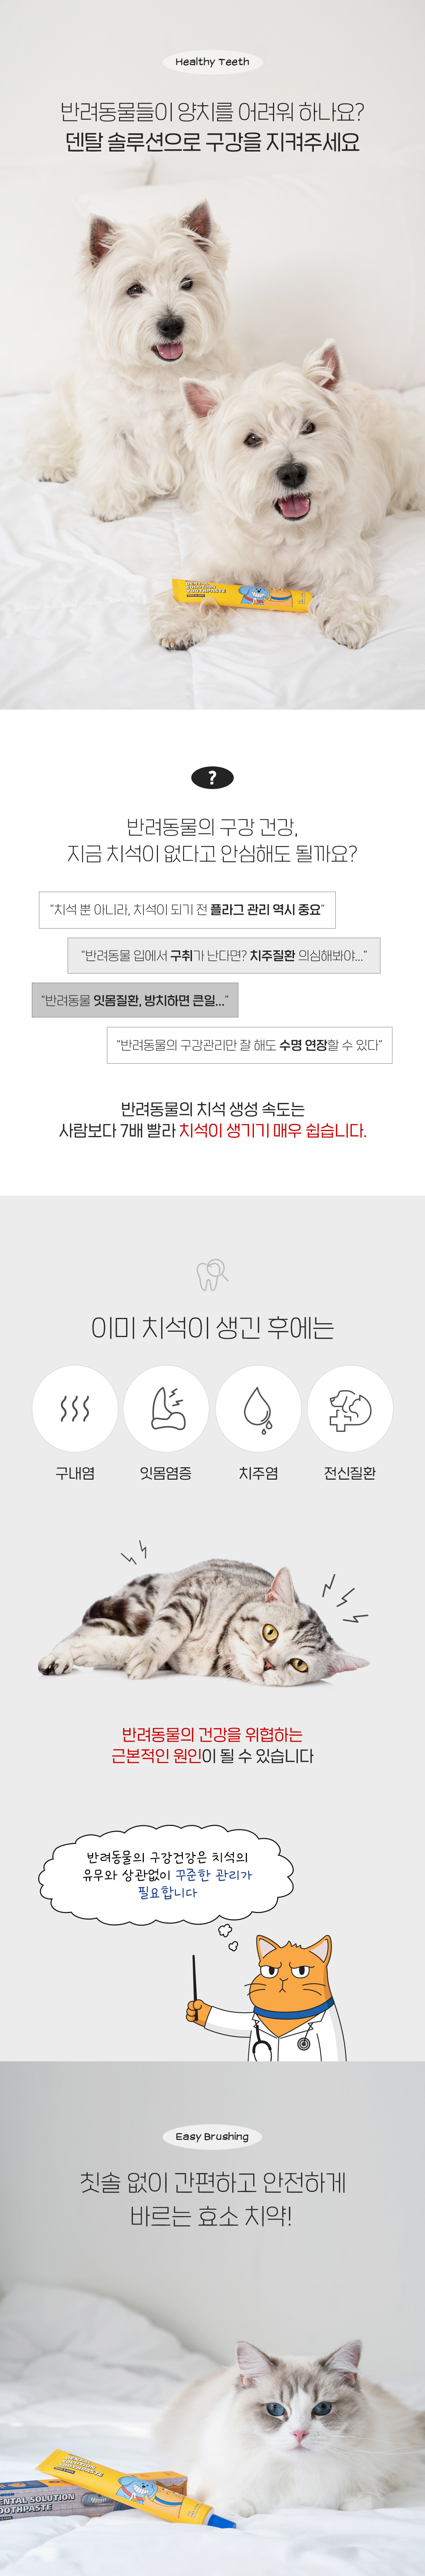 Healthy Teeth
반려동물들이 양치를 어려워 하나요?
덴탈 솔루션으로 구강을 지켜주세요
DENTAL
SOLUTION
TOOTHPASTE
?
반려동물의 구강 건강,
지금 치석이 없다고 안심해도 될까요?
"치석 뿐 아니라, 치석이 되기 전 플라그 관리 역시 중요"
"반려동물 입에서 구취가 난다면? 치주질환 의심해봐야..."
"반려동물 잇몸질환, 방치하면 큰일..."
"반려동물의 구강관리만 잘 해도 수명 연장할 수 있다"
반려동물의 치석 생성 속도는
사람보다 7배 빨라 치석이 생기기 매우 쉽습니다.
이미 치석이 생긴 후에는
구내염 잇몸염증 치주염 전신질환
반려동물의 건강을 위협하는
근본적인 원인이 될 수 있습니다
반려동물의 구강건강은 치석의
유무와 상관없이 꾸준한 관리가
필요합니다
Easy Brushing
칫솔 없이 간편하고 안전하게
바르는 효소 치약!
DENTAL
SOLUTION
TOOTHPASTE
ENTAL SOLUTION
OOTHPASTE